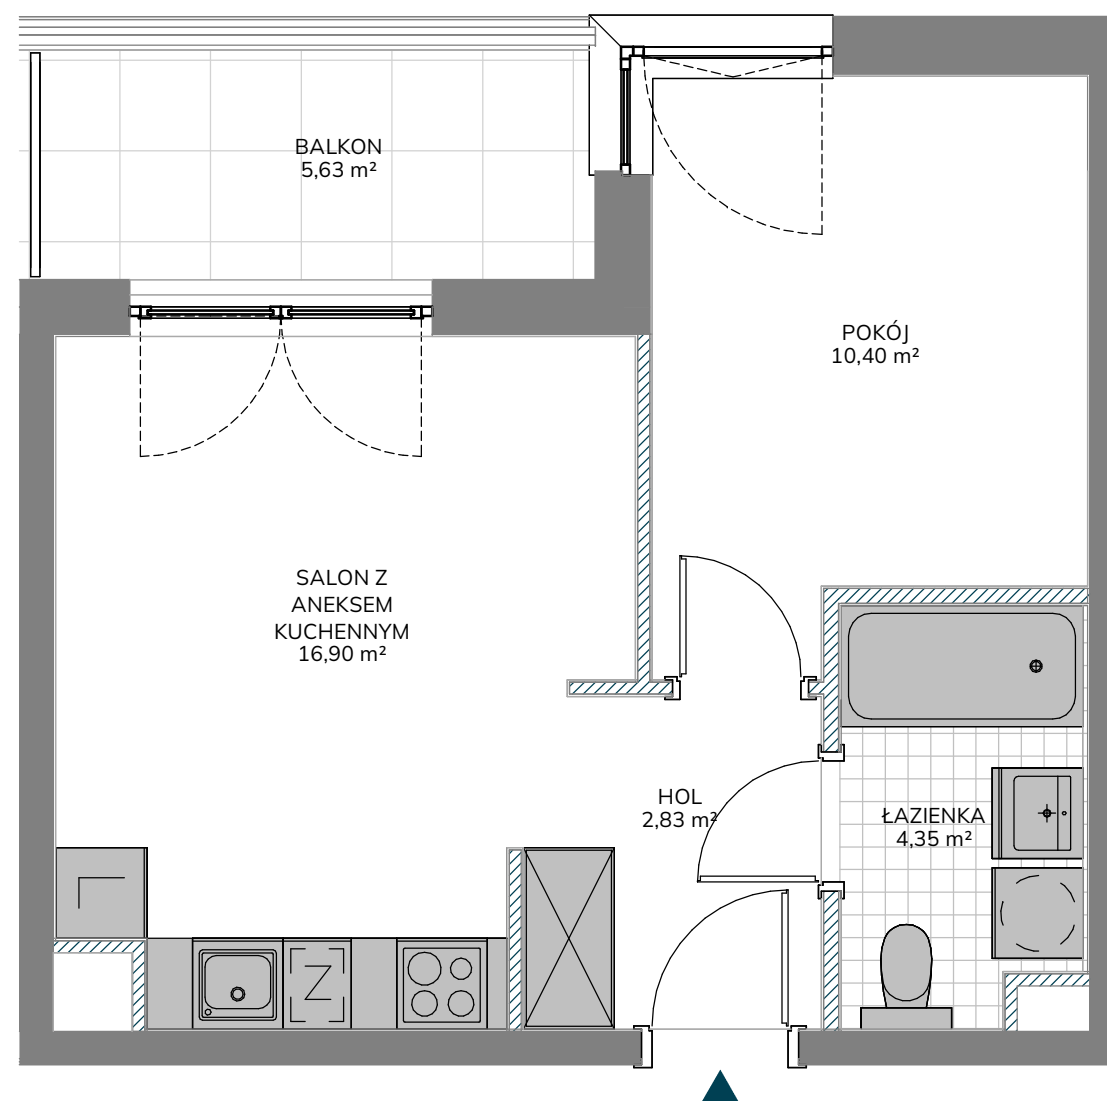 BALKON
5,63 m²
POKÓJ
10,40 m²
SALON Z
ANEKSEM
KUCHENNYM
16,90 m²
HOL
2,83 m²
ŁAZIENKA
4,35 m²
Z